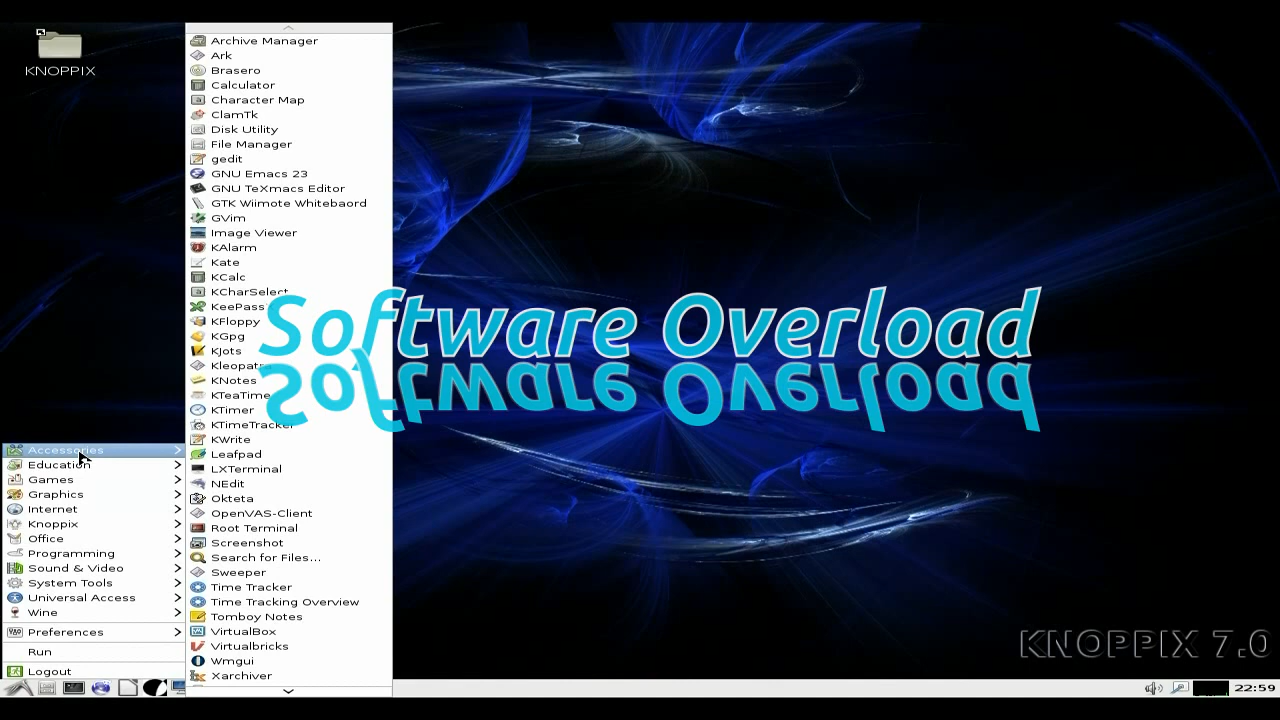 KNOPPIX
Archive Manager
Ark
Brasero
Calculator
Character Map
ClamTk
Disk Utility
File Manager
gedit
GNU Emacs 23
GNU TeXmacs Editor
GTK Wiimote Whitebaord
GVim
Image Viewer
KAlarm
Kate
KCalc
KCharSelect
KeePass
KFloppy
KGpg
KJots
Kleopatra
KNotes
KTeaTime
KTimer
KTimeTracker
KWrite
Leafpad
LXTerminal
NEdit
Okteta
OpenVAS-Client
Root Terminal
Screenshot
Search for Files...
Sweeper
Time Tracker
Time Tracking Overview
Tomboy Notes
VirtualBox
Virtualbricks
Wmgui
Xarchiver
Software Overload
Software Overload
Accessories
Education
Games
Graphics
Internet
Knoppix
Office
Programming
Sound & Video
System Tools
Universal Access
Wine
Preferences
Run
Logout
KNOPPIX 7.0
22:59